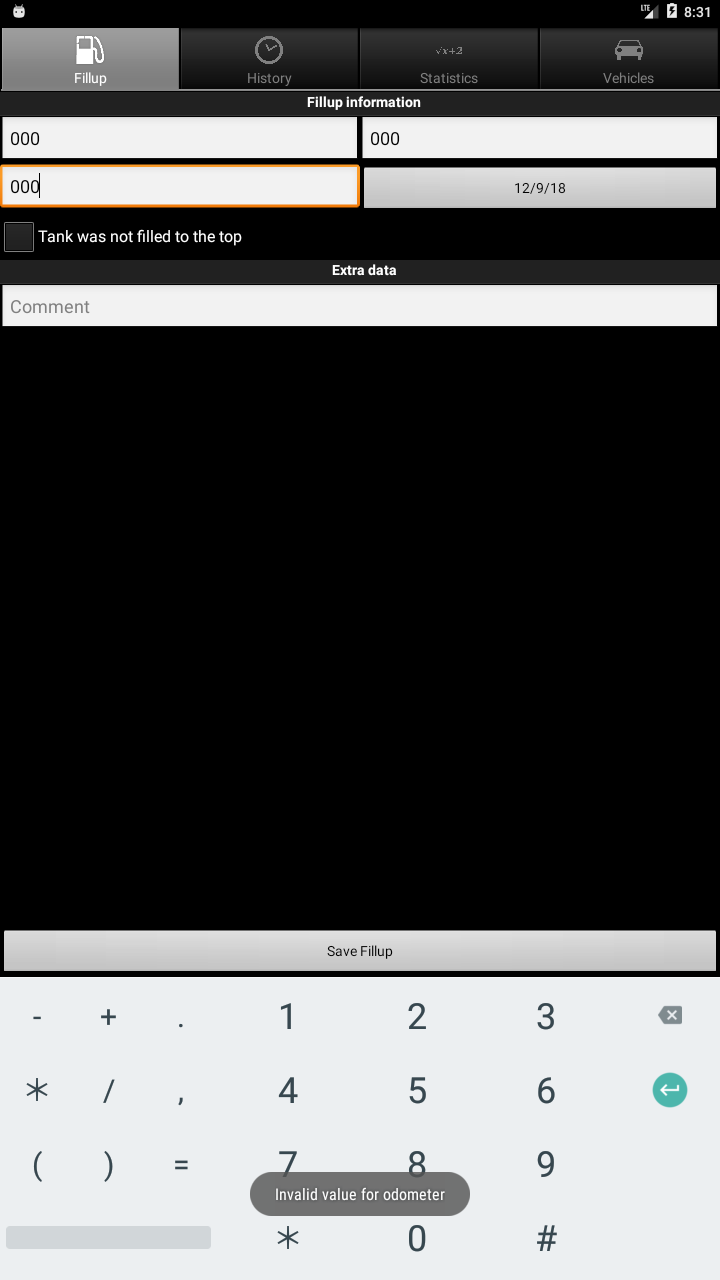 LTE 8:31
Fillup
√x+2
History Statistics Vehicles
Fillup information
000 000
000 12/9/18
Tank was not filled to the top
Extra data
Comment
Save Fillup
- + . 1 2 3
* / , 4 5 6
( ) = 7 8 9
Invalid value for odometer
* 0 #